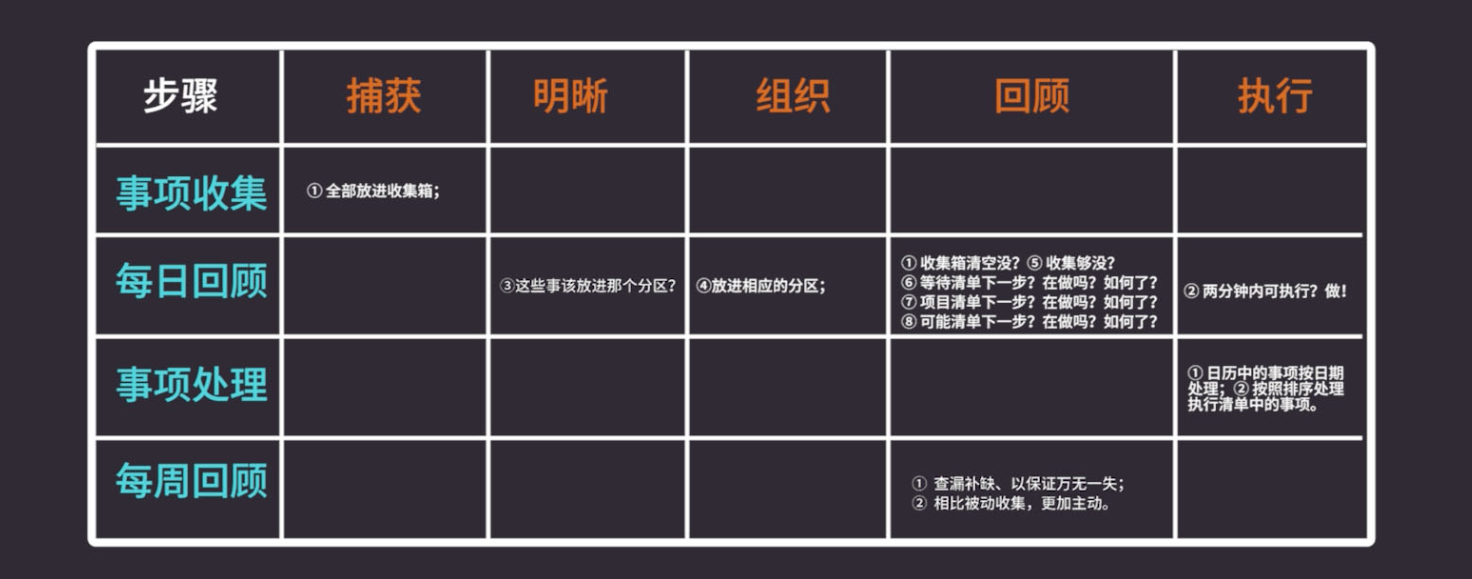 步骤 捕获 明晰 组织 回顾 执行
事项收集 ① 全部放进收集箱；
每日回顾 ③这些事该放进那个分区？ ④放进相应的分区；
① 收集箱清空没？⑤ 收集够没？
⑥ 等待清单下一步？在做吗？如何了？
⑦ 项目清单下一步？在做吗？如何了？
⑧ 可能清单下一步？在做吗？如何了？
② 两分钟内可执行？做！
事项处理
① 日历中的事项按日期
处理；② 按照排序处理
执行清单中的事项。
每周回顾
① 查漏补缺、以保证万无一失；
② 相比被动收集，更加主动。